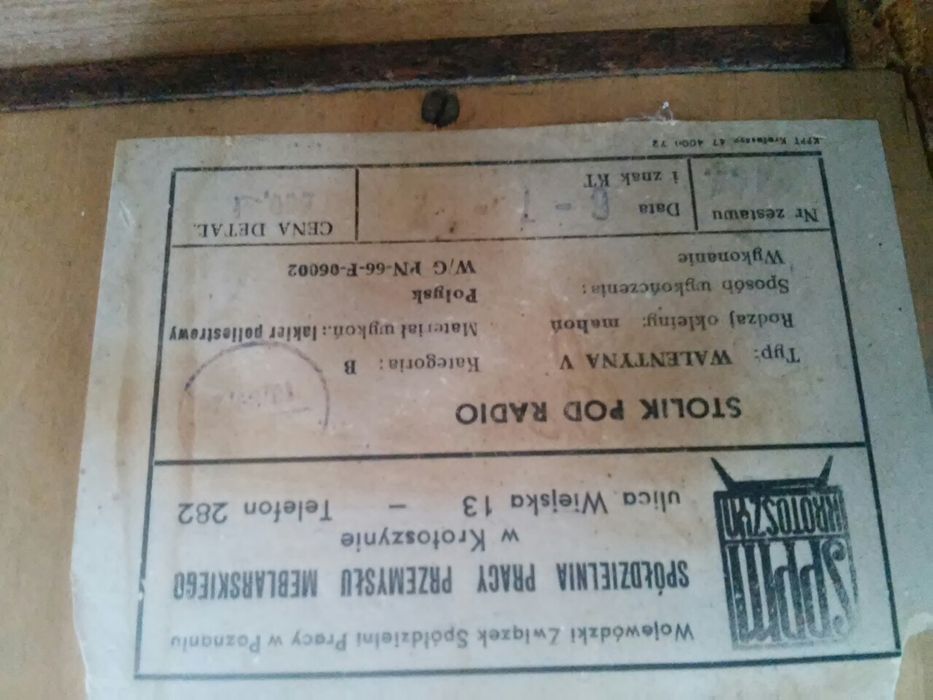 Wojewódzki Związek Spółdzielni Pracy w Poznaniu
SPÓŁDZIELNIA PRACY PRZEMYSŁU MEBLARSKIEGO
w Krotoszynie
ulica Wiejska 13 – Telefon 282
SPPM
KROTOSZYN
STOLIK POD RADIO
Typ: WALENTYNA V
Kategoria: B
Rodzaj okleiny: mahoń
Materiał wykoń.: lakier poliestrowy
Sposób wykończenia:
Połysk
Wykonanie
W/G PN-66-F-06002
Nr zestawu
Data
i znak KT
CENA DETAL.